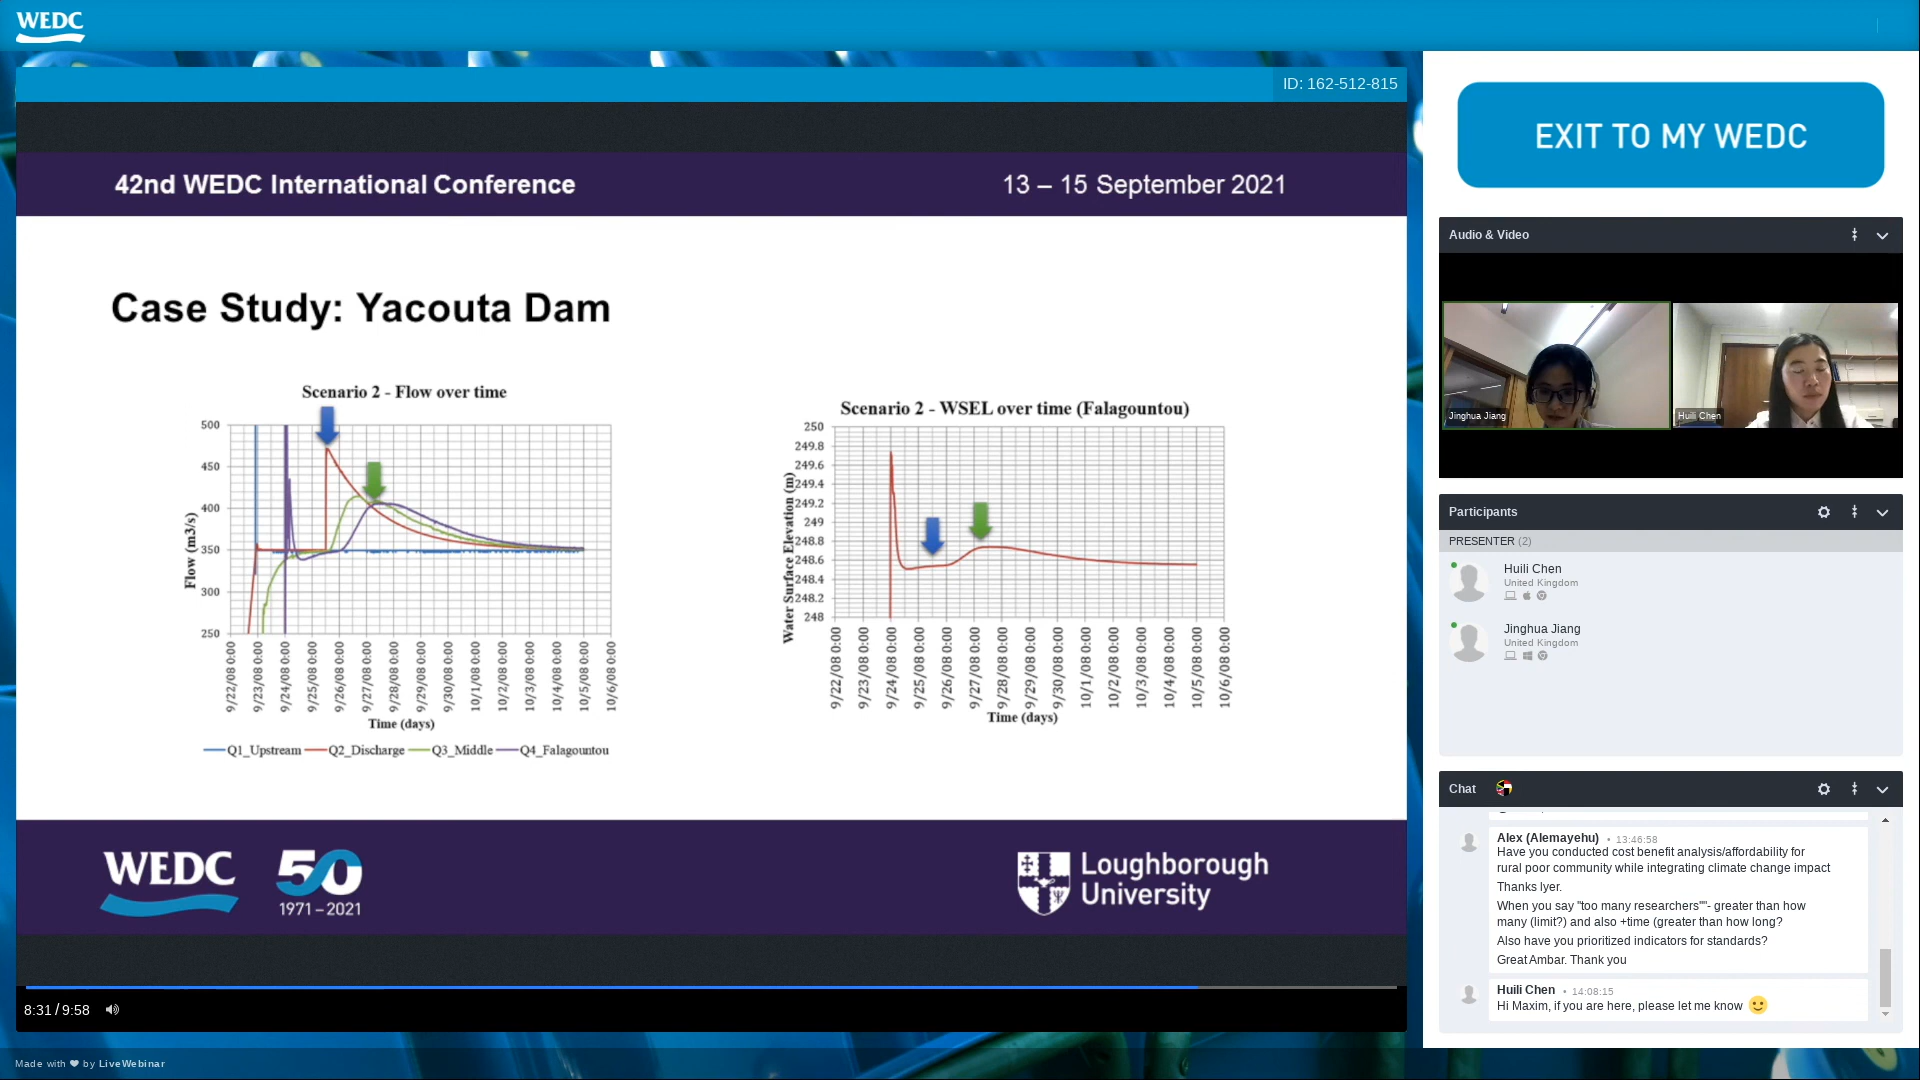 WEDC
ID: 162-512-815
EXIT TO MY WEDC
42nd WEDC International Conference
13 – 15 September 2021
Case Study: Yacouta Dam
Scenario 2 - Flow over time
500
450
400
350
300
250
Flow (m3/s)
9/22/08 0:00
9/23/08 0:00
9/24/08 0:00
9/25/08 0:00
9/26/08 0:00
9/27/08 0:00
9/28/08 0:00
9/29/08 0:00
9/30/08 0:00
10/1/08 0:00
10/2/08 0:00
10/3/08 0:00
10/4/08 0:00
10/5/08 0:00
10/6/08 0:00
Time (days)
Q1_Upstream Q2_Discharge Q3_Middle Q4_Falagountou
Scenario 2 - WSEL over time (Falagountou)
250
249.8
249.6
249.4
249.2
249
248.8
248.6
248.4
248.2
248
Water Surface Elevation (m)
9/22/08 0:00
9/23/08 0:00
9/24/08 0:00
9/25/08 0:00
9/26/08 0:00
9/27/08 0:00
9/28/08 0:00
9/29/08 0:00
9/30/08 0:00
10/1/08 0:00
10/2/08 0:00
10/3/08 0:00
10/4/08 0:00
10/5/08 0:00
10/6/08 0:00
Time (days)
WEDC
50
1971 – 2021
Loughborough
University
8:31 / 9:58
Made with by LiveWebinar
Audio & Video
Jinghua Jiang
Huili Chen
Participants
PRESENTER (2)
Huili Chen
United Kingdom
Jinghua Jiang
United Kingdom
Chat
Alex (Alemayehu) • 13:46:58
Have you conducted cost benefit analysis/affordability for
rural poor community while integrating climate change impact
Thanks lyer.
When you say "too many researchers""- greater than how
many (limit?) and also +time (greater than how long?
Also have you prioritized indicators for standards?
Great Ambar. Thank you
Huili Chen • 14:08:15
Hi Maxim, if you are here, please let me know 🙂